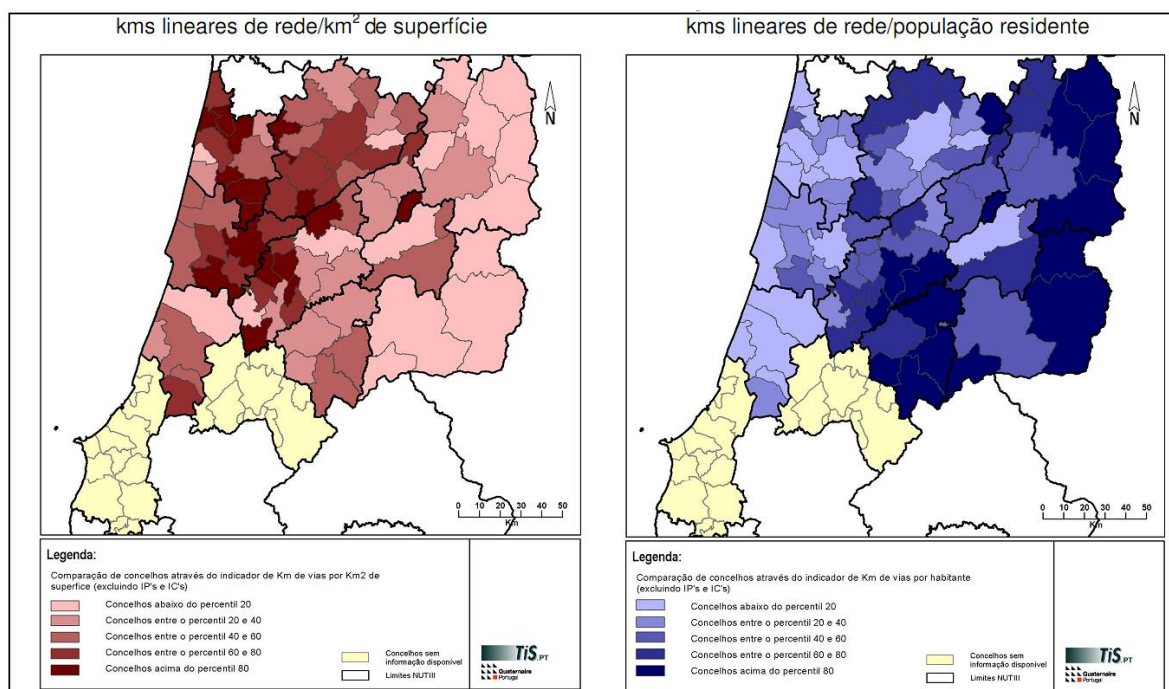 kms lineares de rede/km² de superfície
N
0 10 20 30 40 50
Km
Legenda:
Comparação de concelhos através do indicador de Km de vias por Km2 de
superfice (excluindo IP's e IC's)
Concelhos abaixo do percentil 20
Concelhos entre o percentil 20 e 40
Concelhos entre o percentil 40 e 60
Concelhos entre o percentil 60 e 80
Concelhos acima do percentil 80
Concelhos sem
informação disponível
Limites NUTIII
TiS.PT
Quaternaire
Portugal
kms lineares de rede/população residente
N
0 10 20 30 40 50
Km
Legenda:
Comparação de concelhos através do indicador de Km de vias por habitante
(excluindo IP's e IC's)
Concelhos abaixo do percentil 20
Concelhos entre o percentil 20 e 40
Concelhos entre o percentil 40 e 60
Concelhos entre o percentil 60 e 80
Concelhos acima do percentil 80
Concelhos sem
informação disponível
Limites NUTIII
TiS.PT
Quaternaire
Portugal